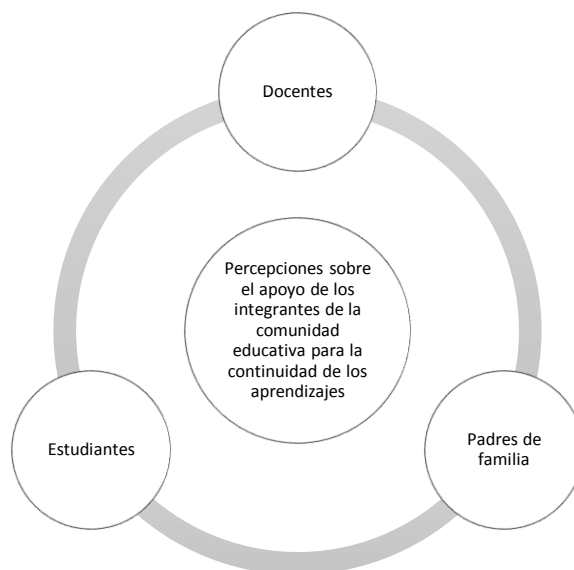 Docentes
Percepciones sobre
el apoyo de los
integrantes de la
comunidad
educativa para la
continuidad de los
aprendizajes
Estudiantes
Padres de
familia